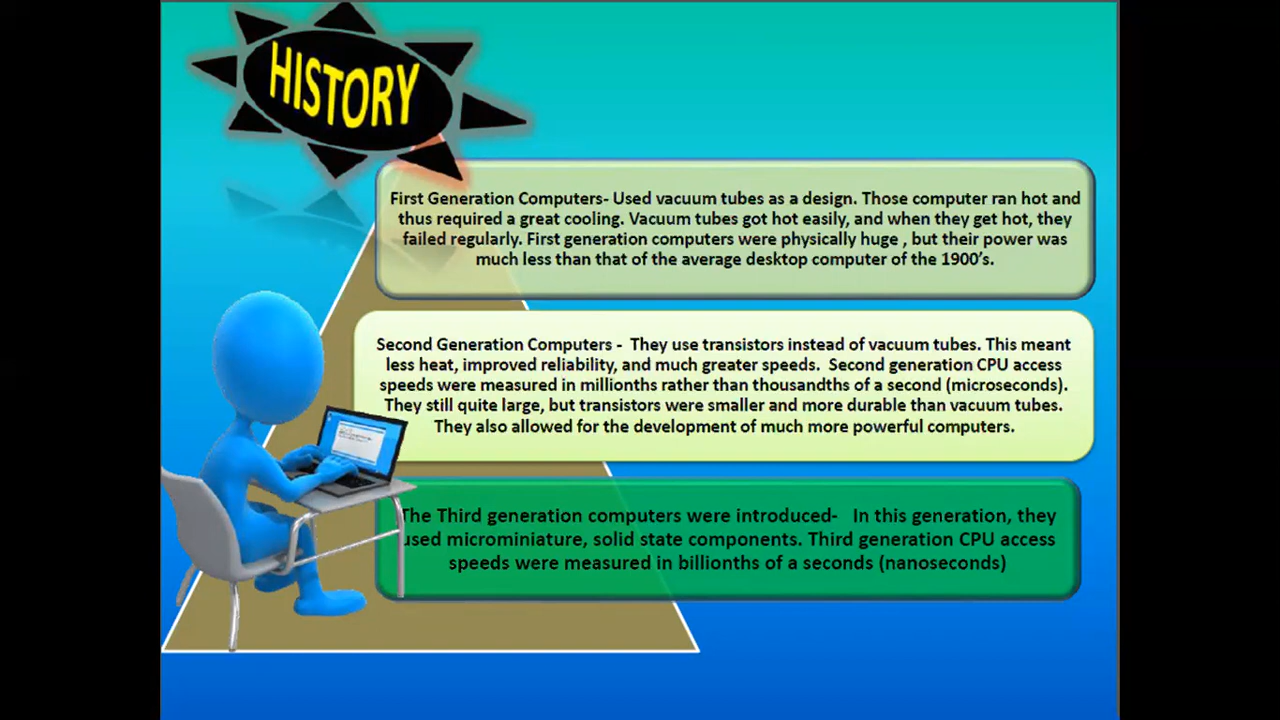 HISTORY
First Generation Computers- Used vacuum tubes as a design. Those computer ran hot and
thus required a great cooling. Vacuum tubes got hot easily, and when they get hot, they
failed regularly. First generation computers were physically huge , but their power was
much less than that of the average desktop computer of the 1900's.
Second Generation Computers - They use transistors instead of vacuum tubes. This meant
less heat, improved reliability, and much greater speeds. Second generation CPU access
speeds were measured in millionths rather than thousandths of a second (microseconds).
They still quite large, but transistors were smaller and more durable than vacuum tubes.
They also allowed for the development of much more powerful computers.
The Third generation computers were introduced- In this generation, they
used microminiature, solid state components. Third generation CPU access
speeds were measured in billionths of a seconds (nanoseconds)